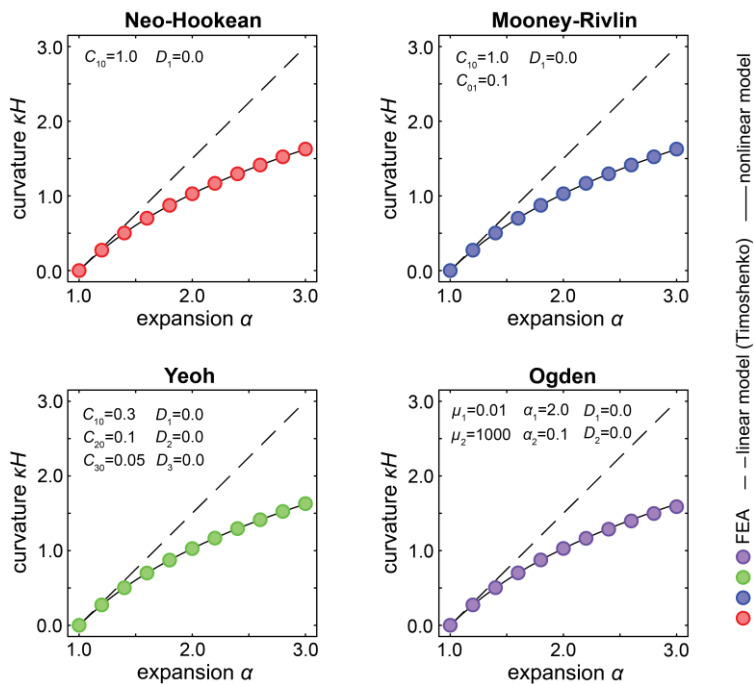 Neo-Hookean
C10=1.0 D1=0.0
curvature κH
3.0
2.0
1.0
0.0
1.0 2.0 3.0
expansion α
Mooney-Rivlin
C10=1.0 D1=0.0
C01=0.1
curvature κH
3.0
2.0
1.0
0.0
1.0 2.0 3.0
expansion α
Yeoh
C10=0.3 D1=0.0
C20=0.1 D2=0.0
C30=0.05 D3=0.0
curvature κH
3.0
2.0
1.0
0.0
1.0 2.0 3.0
expansion α
Ogden
μ1=0.01 α1=2.0 D1=0.0
μ2=1000 α2=0.1 D2=0.0
curvature κH
3.0
2.0
1.0
0.0
1.0 2.0 3.0
expansion α
FEA linear model (Timoshenko) nonlinear model